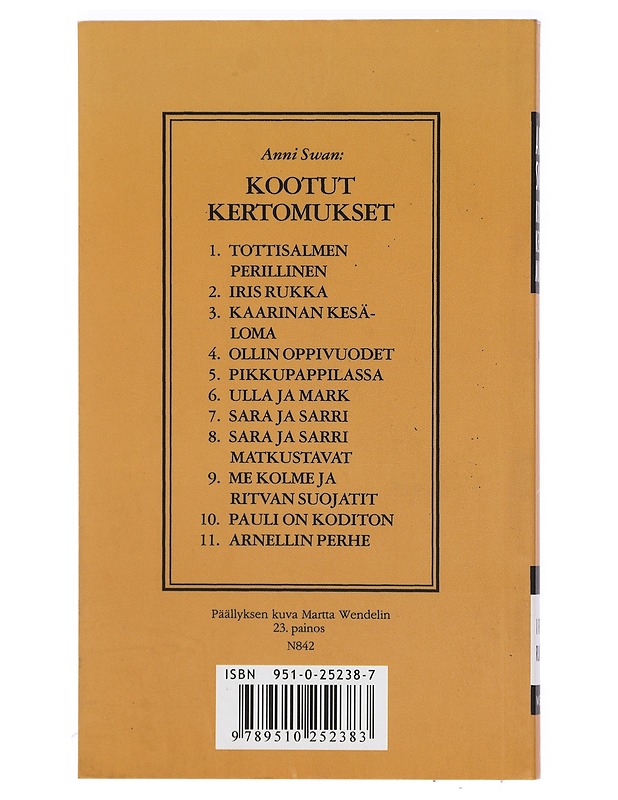 Anni Swan:
KOOTUT
KERTOMUKSET
1. TOTTISALMEN
PERILLINEN
2. IRIS RUKKA
3. KAARINAN KESÄ-
LOMA
4. OLLIN OPPIVUODET
5. PIKKUPAPPILASSA
6. ULLA JA MARK
7. SARA JA SARRI
8. SARA JA SARRI
MATKUSTAVAT
9. ME KOLME JA
RITVAN SUOJATIT
10. PAULI ON KODITON
11. ARNELLIN PERHE
Päällyksen kuva Martta Wendelin
23. painos
N842
ISBN 951-0-25238-7
9 789510 252383